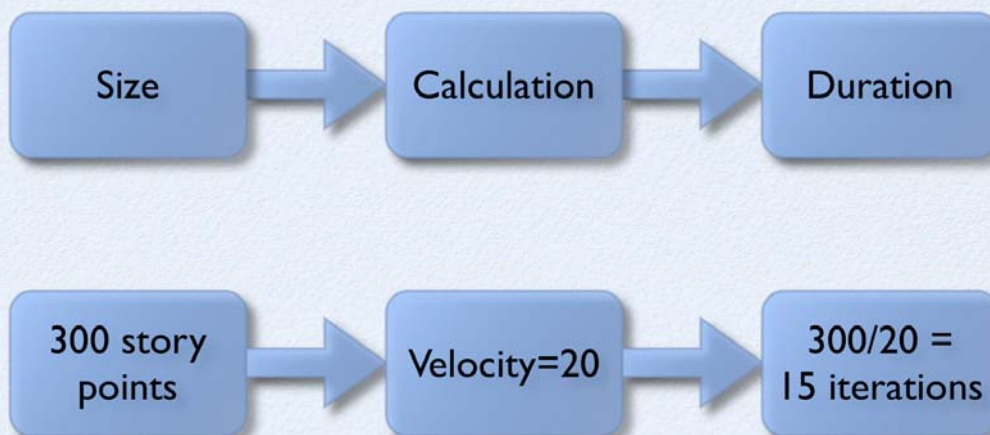 Size
Calculation
Duration
300 story
points
Velocity=20
300/20 =
15 iterations